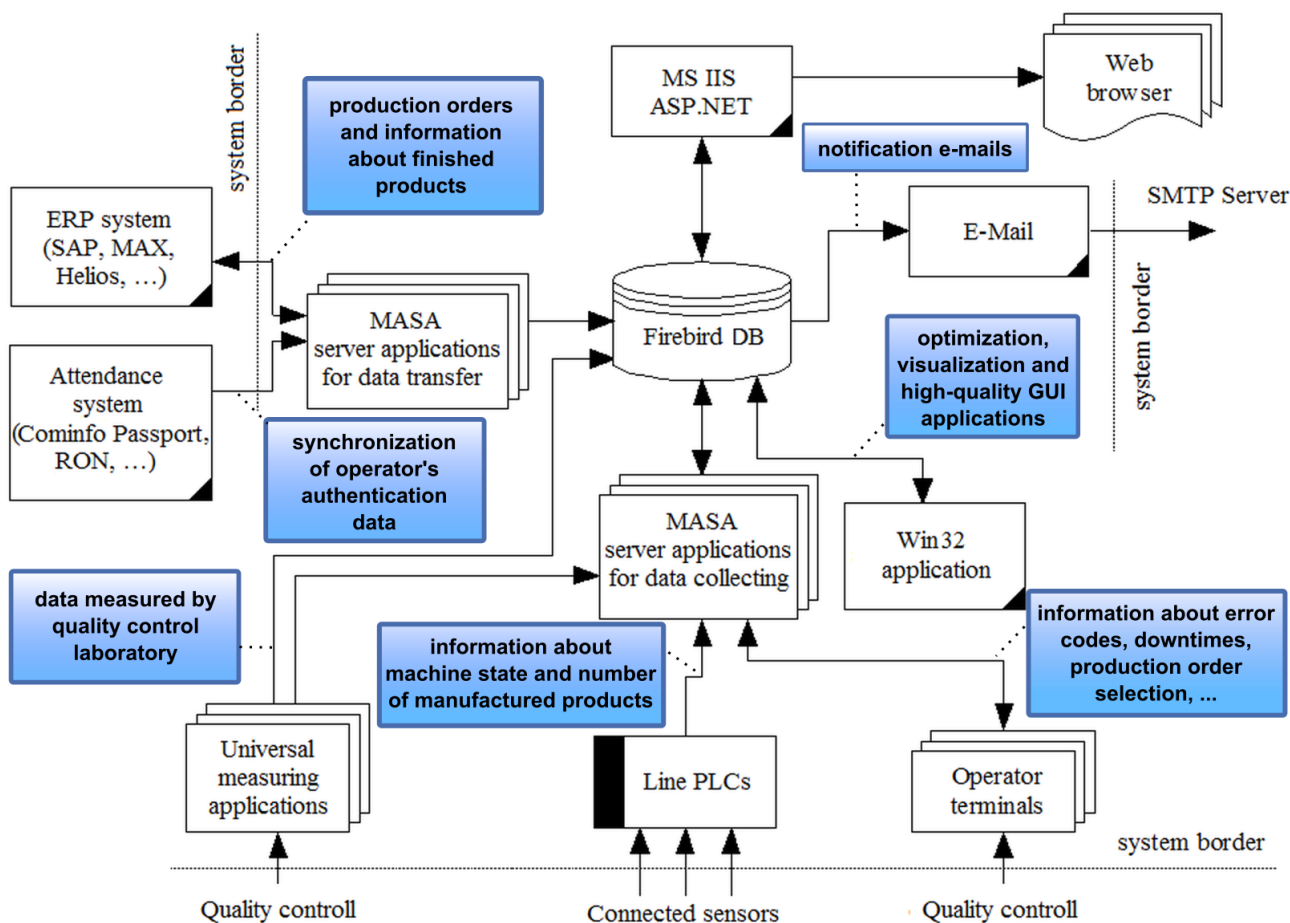 system border
production orders
and information
about finished
products
MS IIS
ASP.NET
Web
browser
notification e-mails
ERP system
(SAP, MAX,
Helios, …)
E-Mail
SMTP Server
system border
MASA
server applications
for data transfer
Firebird DB
optimization,
visualization and
high-quality GUI
applications
Attendance
system
(Cominfo Passport,
RON, …)
synchronization
of operator's
authentication
data
MASA
server applications
for data collecting
Win32
application
data measured by
quality control
laboratory
information about
machine state and number
of manufactured products
information about error
codes, downtimes,
production order
selection, ...
Universal
measuring
applications
Line PLCs
Operator
terminals
system border
Quality controll
Connected sensors
Quality controll